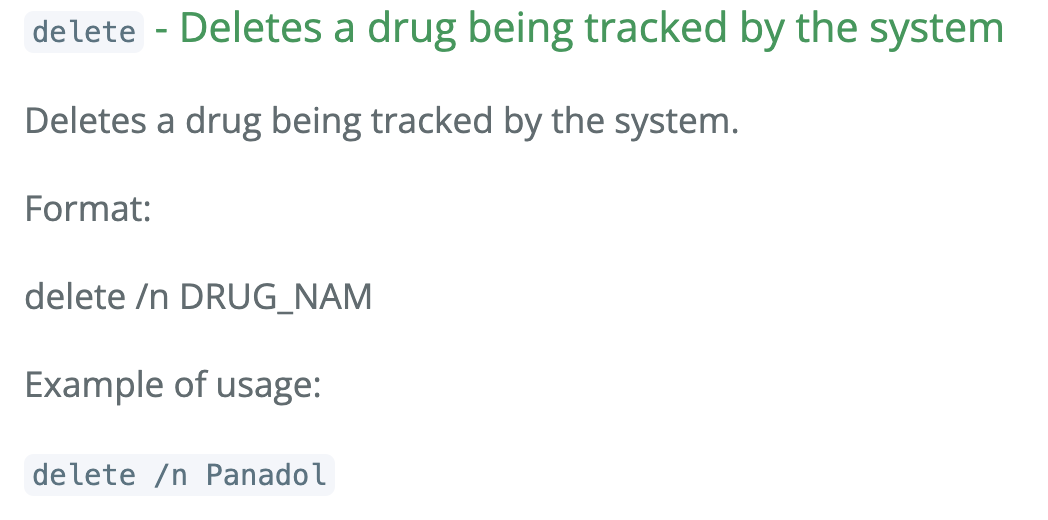 delete - Deletes a drug being tracked by the system
Deletes a drug being tracked by the system.
Format:
delete /n DRUG_NAM
Example of usage:
delete /n Panadol